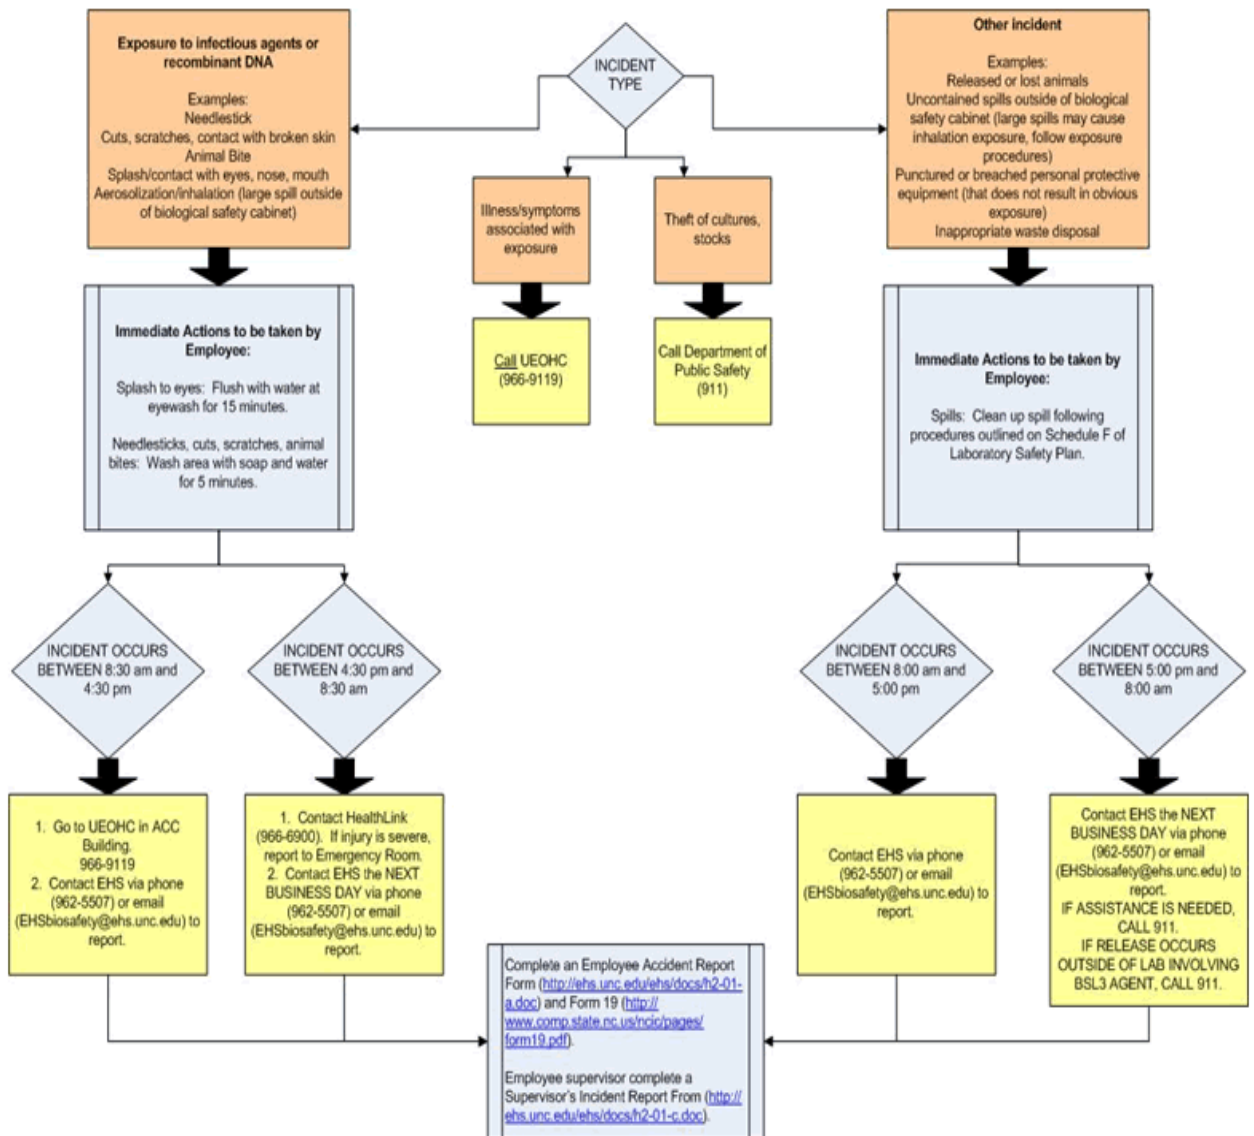 Exposure to infectious agents or
recombinant DNA
Examples:
Needlestick
Cuts, scratches, contact with broken skin
Animal Bite
Splash/contact with eyes, nose, mouth
Aerosolization/inhalation (large spill outside
of biological safety cabinet)
INCIDENT
TYPE
Other incident
Examples:
Released or lost animals
Uncontained spills outside of biological
safety cabinet (large spills may cause
inhalation exposure, follow exposure
procedures)
Punctured or breached personal protective
equipment (that does not result in obvious
exposure)
Inappropriate waste disposal
Illness/symptoms
associated with
exposure
Theft of cultures,
stocks
Call UEOHC
(966-9119)
Call Department of
Public Safety
(911)
Immediate Actions to be taken by
Employee:
Splash to eyes: Flush with water at
eyewash for 15 minutes.
Needlesticks, cuts, scratches, animal
bites: Wash area with soap and water
for 5 minutes.
Immediate Actions to be taken by
Employee:
Spills: Clean up spill following
procedures outlined on Schedule F of
Laboratory Safety Plan.
INCIDENT OCCURS
BETWEEN 8:30 am and
4:30 pm
INCIDENT OCCURS
BETWEEN 4:30 pm and
8:30 am
INCIDENT OCCURS
BETWEEN 8:00 am and
5:00 pm
INCIDENT OCCURS
BETWEEN 5:00 pm and
8:00 am
1. Go to UEOHC in ACC
Building.
966-9119
2. Contact EHS via phone
(962-5507) or email
(EHSbiosafety@ehs.unc.edu) to
report.
1. Contact HealthLink
(966-6900). If injury is severe,
report to Emergency Room.
2. Contact EHS the NEXT
BUSINESS DAY via phone
(962-5507) or email
(EHSbiosafety@ehs.unc.edu) to
report.
Contact EHS via phone
(962-5507) or email
(EHSbiosafety@ehs.unc.edu) to
report.
Contact EHS the NEXT
BUSINESS DAY via phone
(962-5507) or email
(EHSbiosafety@ehs.unc.edu) to
report.
IF ASSISTANCE IS NEEDED,
CALL 911.
IF RELEASE OCCURS
OUTSIDE OF LAB INVOLVING
BSL3 AGENT, CALL 911.
Complete an Employee Accident Report
Form (http://ehs.unc.edu/ehs/docs/h2-01-
a.doc) and Form 19 (http://
www.comp.state.nc.us/ncic/pages/
form19.pdf).
Employee supervisor complete a
Supervisor's Incident Report From (http://
ehs.unc.edu/ehs/docs/h2-01-c.doc).